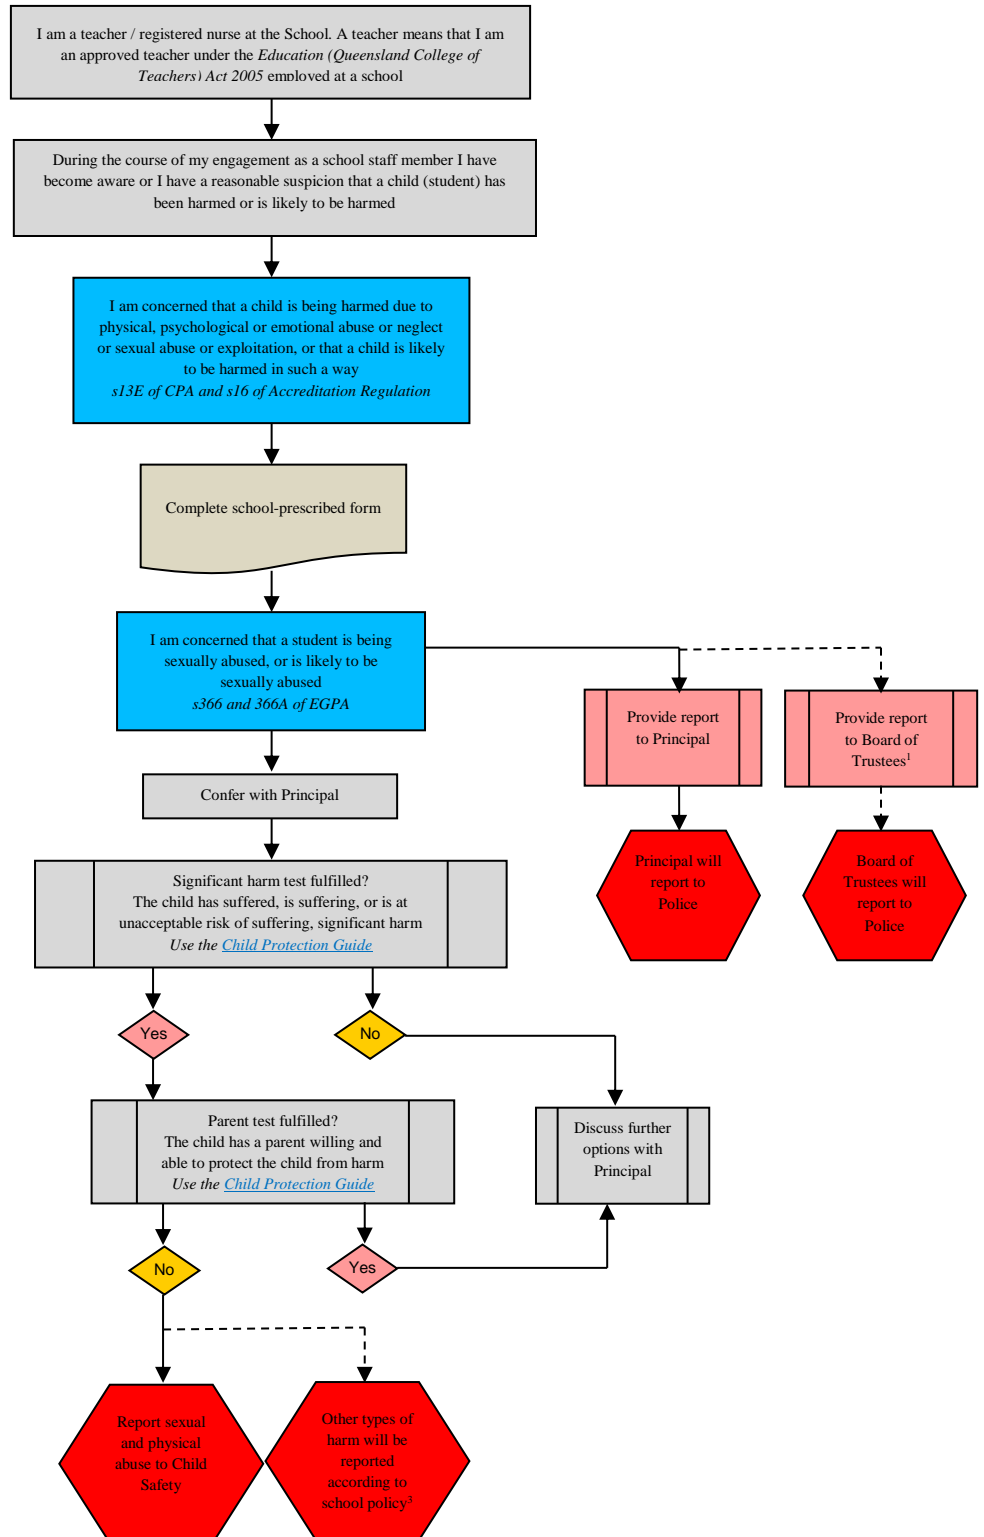 I am a teacher / registered nurse at the School. A teacher means that I am
an approved teacher under the Education (Queensland College of
Teachers) Act 2005 employed at a school
During the course of my engagement as a school staff member I have
become aware or I have a reasonable suspicion that a child (student) has
been harmed or is likely to be harmed
I am concerned that a child is being harmed due to
physical, psychological or emotional abuse or neglect
or sexual abuse or exploitation, or that a child is likely
to be harmed in such a way
s13E of CPA and s16 of Accreditation Regulation
Complete school-prescribed form
I am concerned that a student is being
sexually abused, or is likely to be
sexually abused
s366 and 366A of EGPA
Provide report
to Principal
Provide report
to Board of
Trustees¹
Confer with Principal
Principal will
report to
Police
Board of
Trustees will
report to
Police
Significant harm test fulfilled?
The child has suffered, is suffering, or is at
unacceptable risk of suffering, significant harm
Use the Child Protection Guide
Yes
No
Parent test fulfilled?
The child has a parent willing and
able to protect the child from harm
Use the Child Protection Guide
Discuss further
options with
Principal
No
Yes
Report sexual
and physical
abuse to Child
Safety
Other types of
harm will be
reported
according to
school policy³